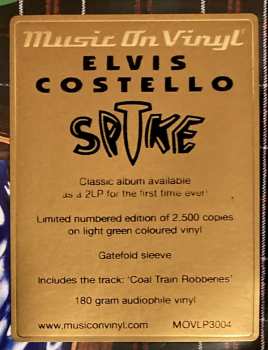 Music On Vinyl
ELVIS
COSTELLO
SPIKE
Classic album available
as a 2LP for the first time ever!
Limited numbered edition of 2.500 copies
on light green coloured vinyl
Gatefold sleeve
Includes the track: 'Coal Train Robberies'
180 gram audiophile vinyl
www.musiconvinyl.com MOVLP3004